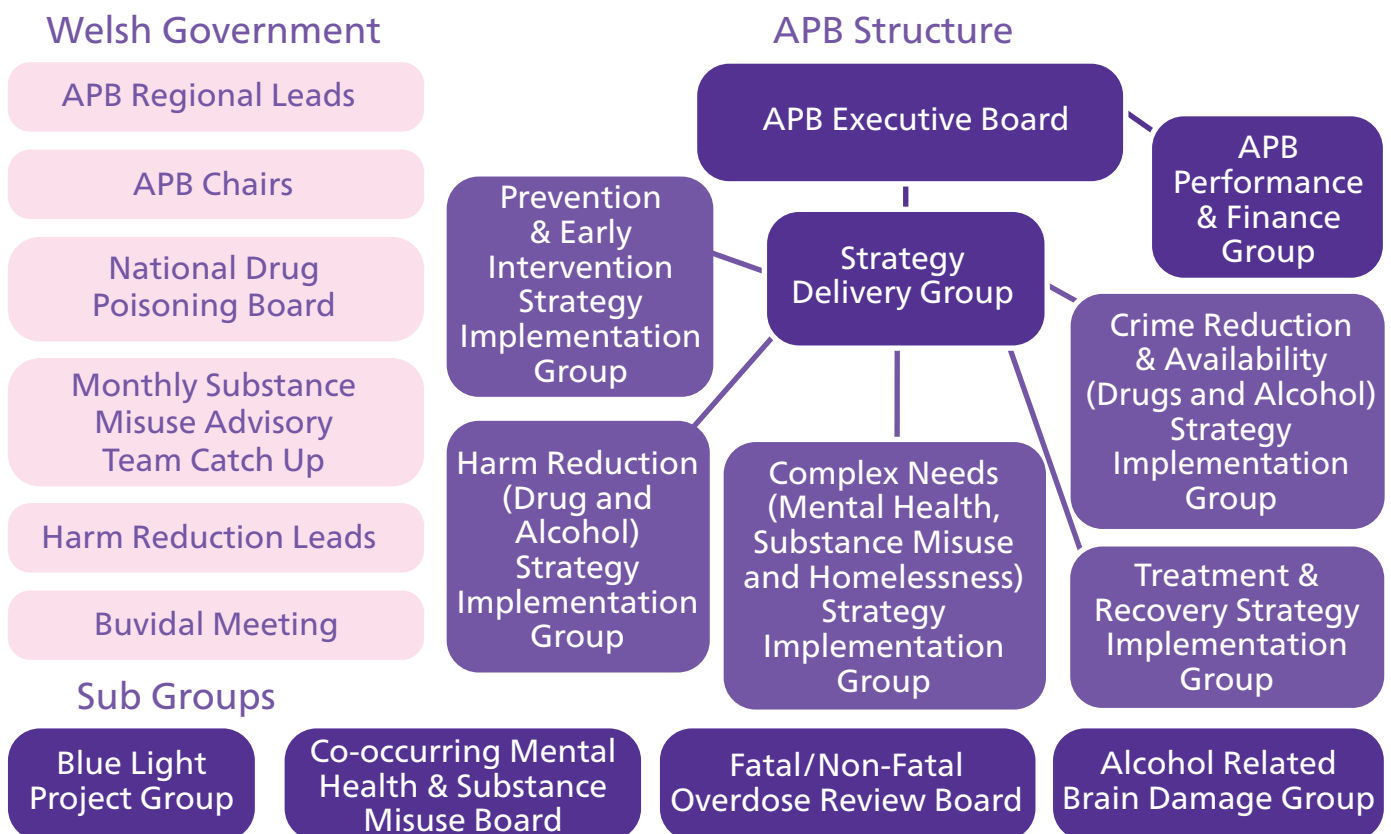 Welsh Government
APB Regional Leads
APB Chairs
National Drug
Poisoning Board
Monthly Substance
Misuse Advisory
Team Catch Up
Harm Reduction Leads
Buvidal Meeting
APB Structure
APB Executive Board
APB
Performance
& Finance
Group
Strategy
Delivery Group
Prevention
& Early
Intervention
Strategy
Implementation
Group
Crime Reduction
& Availability
(Drugs and Alcohol)
Strategy
Implementation
Group
Harm Reduction
(Drug and
Alcohol)
Strategy
Implementation
Group
Complex Needs
(Mental Health,
Substance Misuse
and Homelessness)
Strategy
Implementation
Group
Treatment &
Recovery Strategy
Implementation
Group
Sub Groups
Blue Light
Project Group
Co-occurring Mental
Health & Substance
Misuse Board
Fatal/Non-Fatal
Overdose Review Board
Alcohol Related
Brain Damage Group